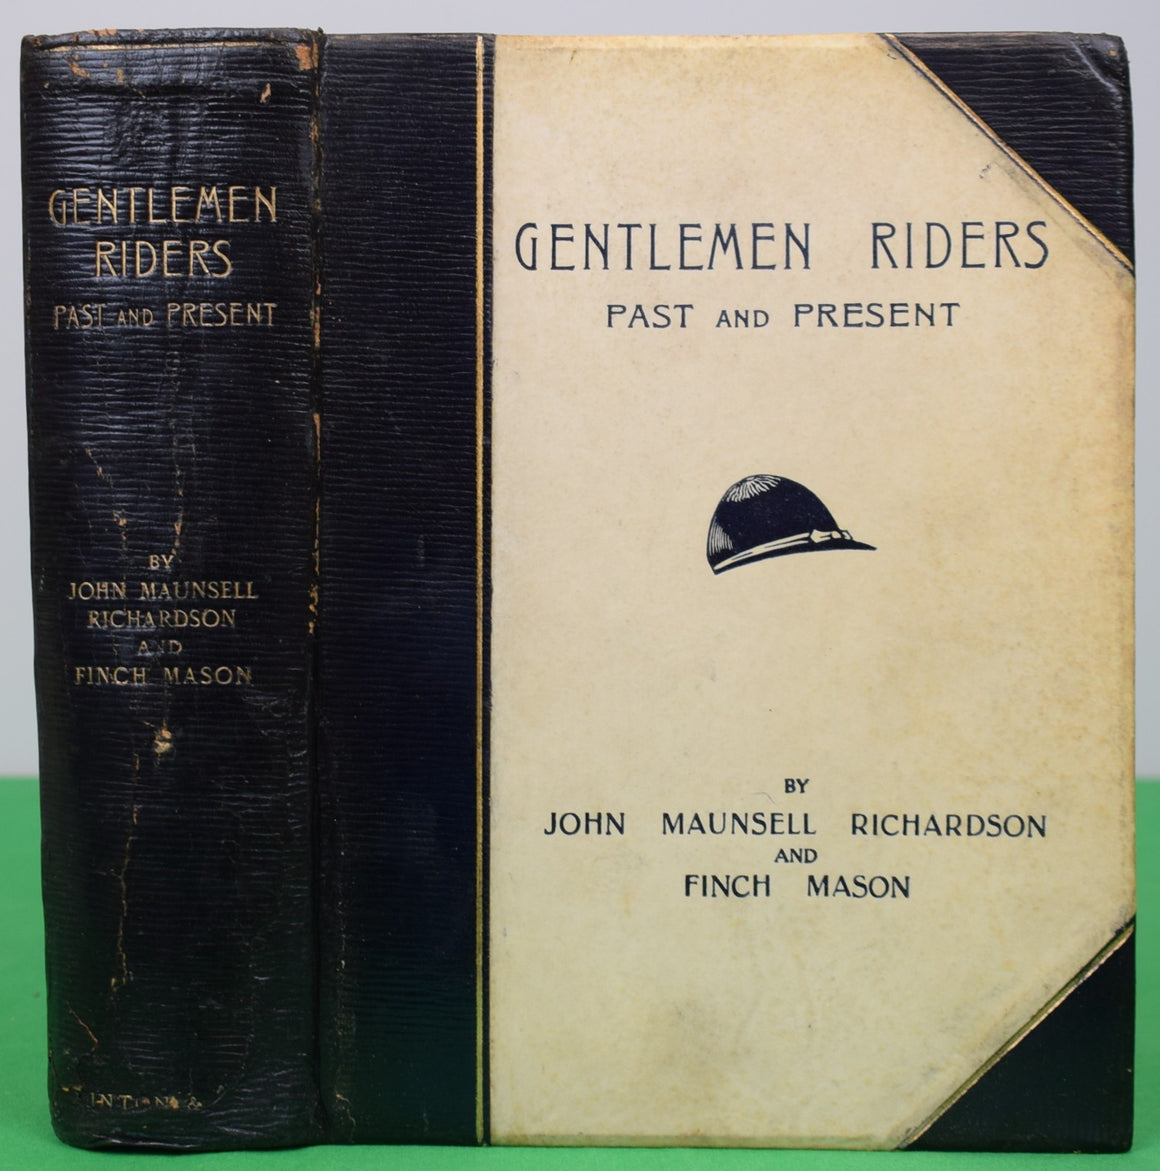 GENTLEMEN
RIDERS
PAST AND PRESENT
BY
JOHN MAUNSELL
RICHARDSON
AND
FINCH MASON
GENTLEMEN RIDERS
PAST AND PRESENT
BY
JOHN MAUNSELL RICHARDSON
AND
FINCH MASON